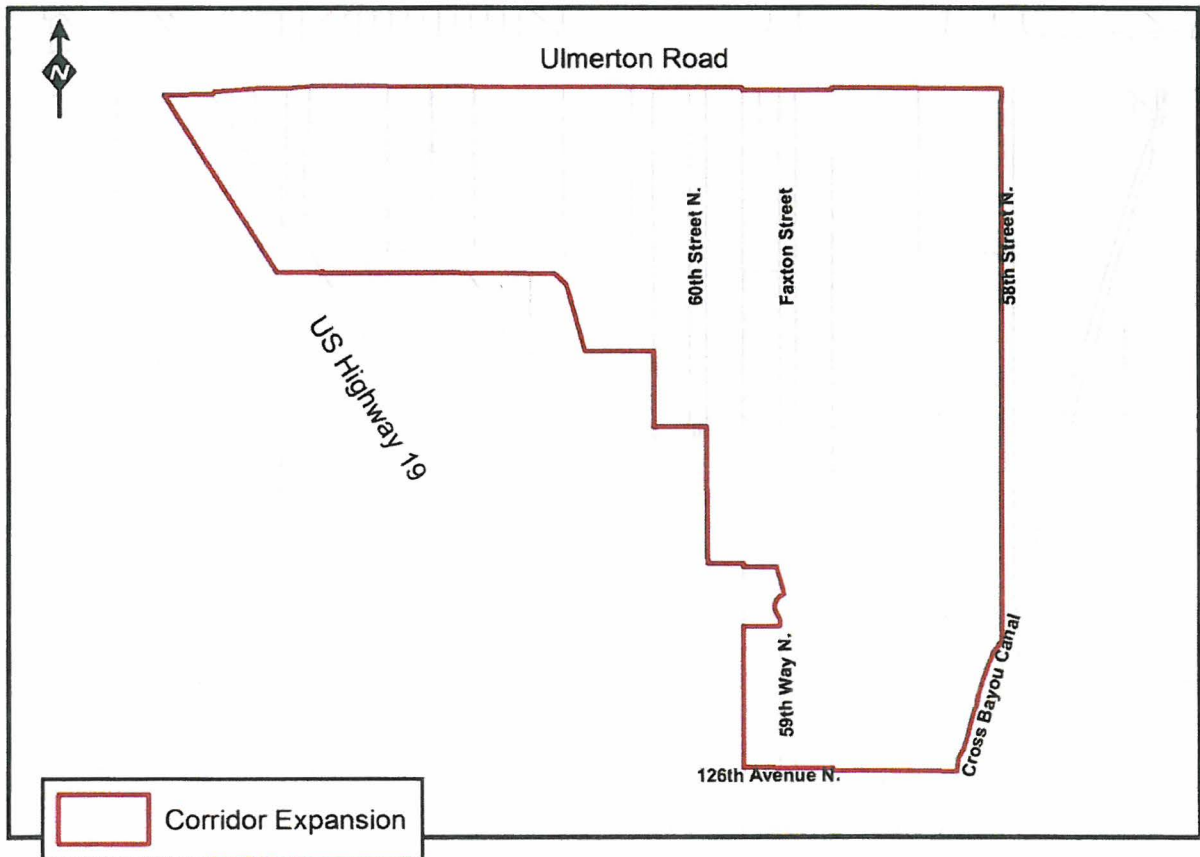 N
Ulmerton Road
60th Street N.
Faxton Street
58th Street N.
US Highway 19
59th Way N.
Cross Bayou Canal
126th Avenue N.
Corridor Expansion